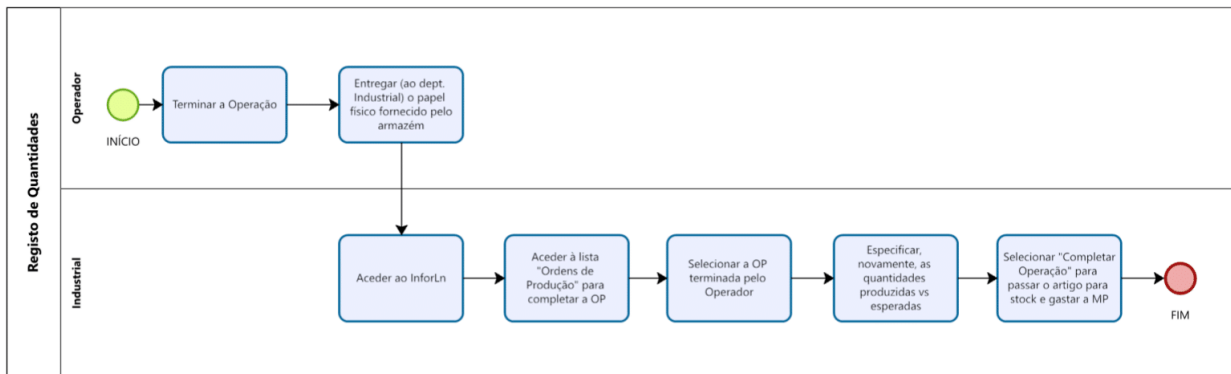 Registo de Quantidades
Operador
INÍCIO
Terminar a Operação
Entregar (ao dept.
Industrial) o papel
físico fornecido pelo
armazém
Industrial
Aceder ao InforLn
Aceder à lista
"Ordens de
Produção" para
completar a OP
Selecionar a OP
terminada pelo
Operador
Especificar,
novamente, as
quantidades
produzidas vs
esperadas
Selecionar "Completar
Operação" para
passar o artigo para
stock e gastar a MP
FIM